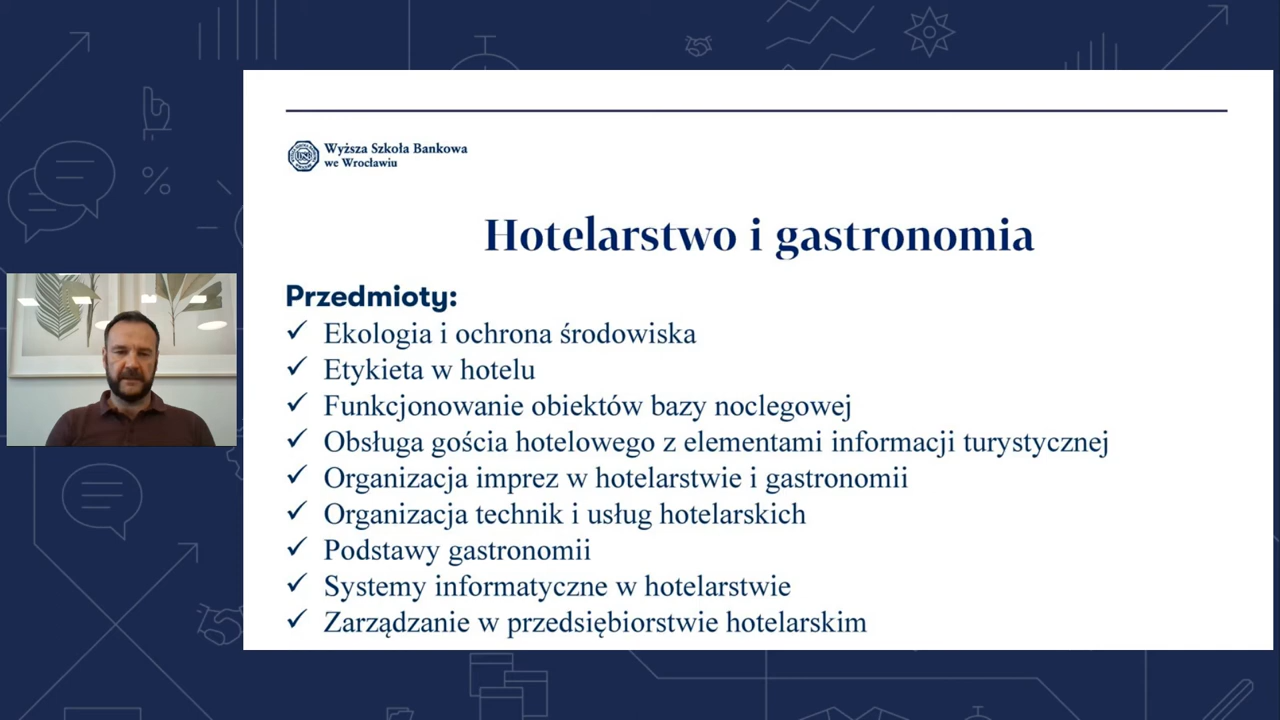 Wyższa Szkoła Bankowa
we Wrocławiu
Hotelarstwo i gastronomia
Przedmioty:
✓ Ekologia i ochrona środowiska
✓ Etykieta w hotelu
✓ Funkcjonowanie obiektów bazy noclegowej
✓ Obsługa gościa hotelowego z elementami informacji turystycznej
✓ Organizacja imprez w hotelarstwie i gastronomii
✓ Organizacja technik i usług hotelarskich
✓ Podstawy gastronomii
✓ Systemy informatyczne w hotelarstwie
✓ Zarządzanie w przedsiębiorstwie hotelarskim